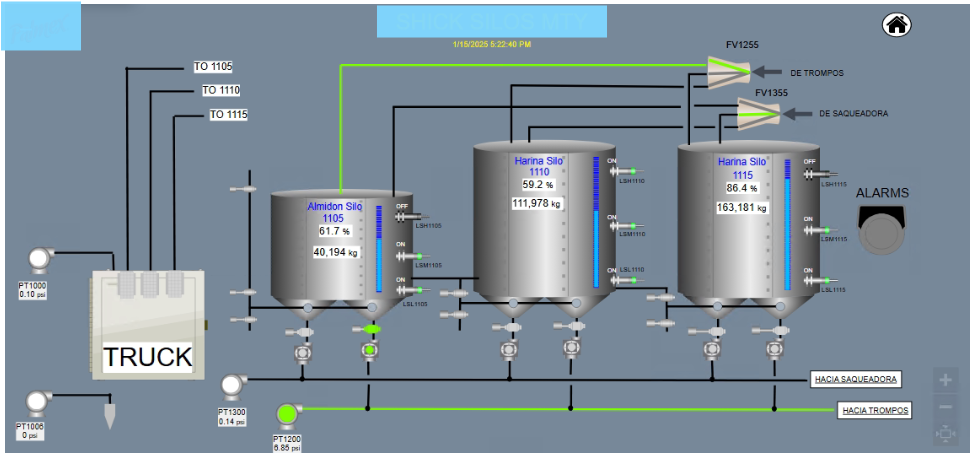 SHICK SILOS MTY
1/15/2025 5:22:40 PM
FV1255
DE TROMPOS
FV1355
DE SAQUEADORA
TO 1105
TO 1110
TO 1115
Almidon Silo
1105
61.7 %
40,194 kg
OFF
LSH1105
ON
LSM1105
ON
LSL1105
Harina Silo
1110
59.2 %
111,978 kg
ON
LSH1110
ON
LSM1110
ON
LSL1110
Harina Silo
1115
86.4 %
163,181 kg
OFF
LSH1115
ON
LSM1115
ON
LSL1115
ALARMS
PT1000
0.10 psi
TRUCK
PT1006
0 psi
PT1300
0.14 psi
PT1200
6.85 psi
HACIA SAQUEADORA
HACIA TROMPOS